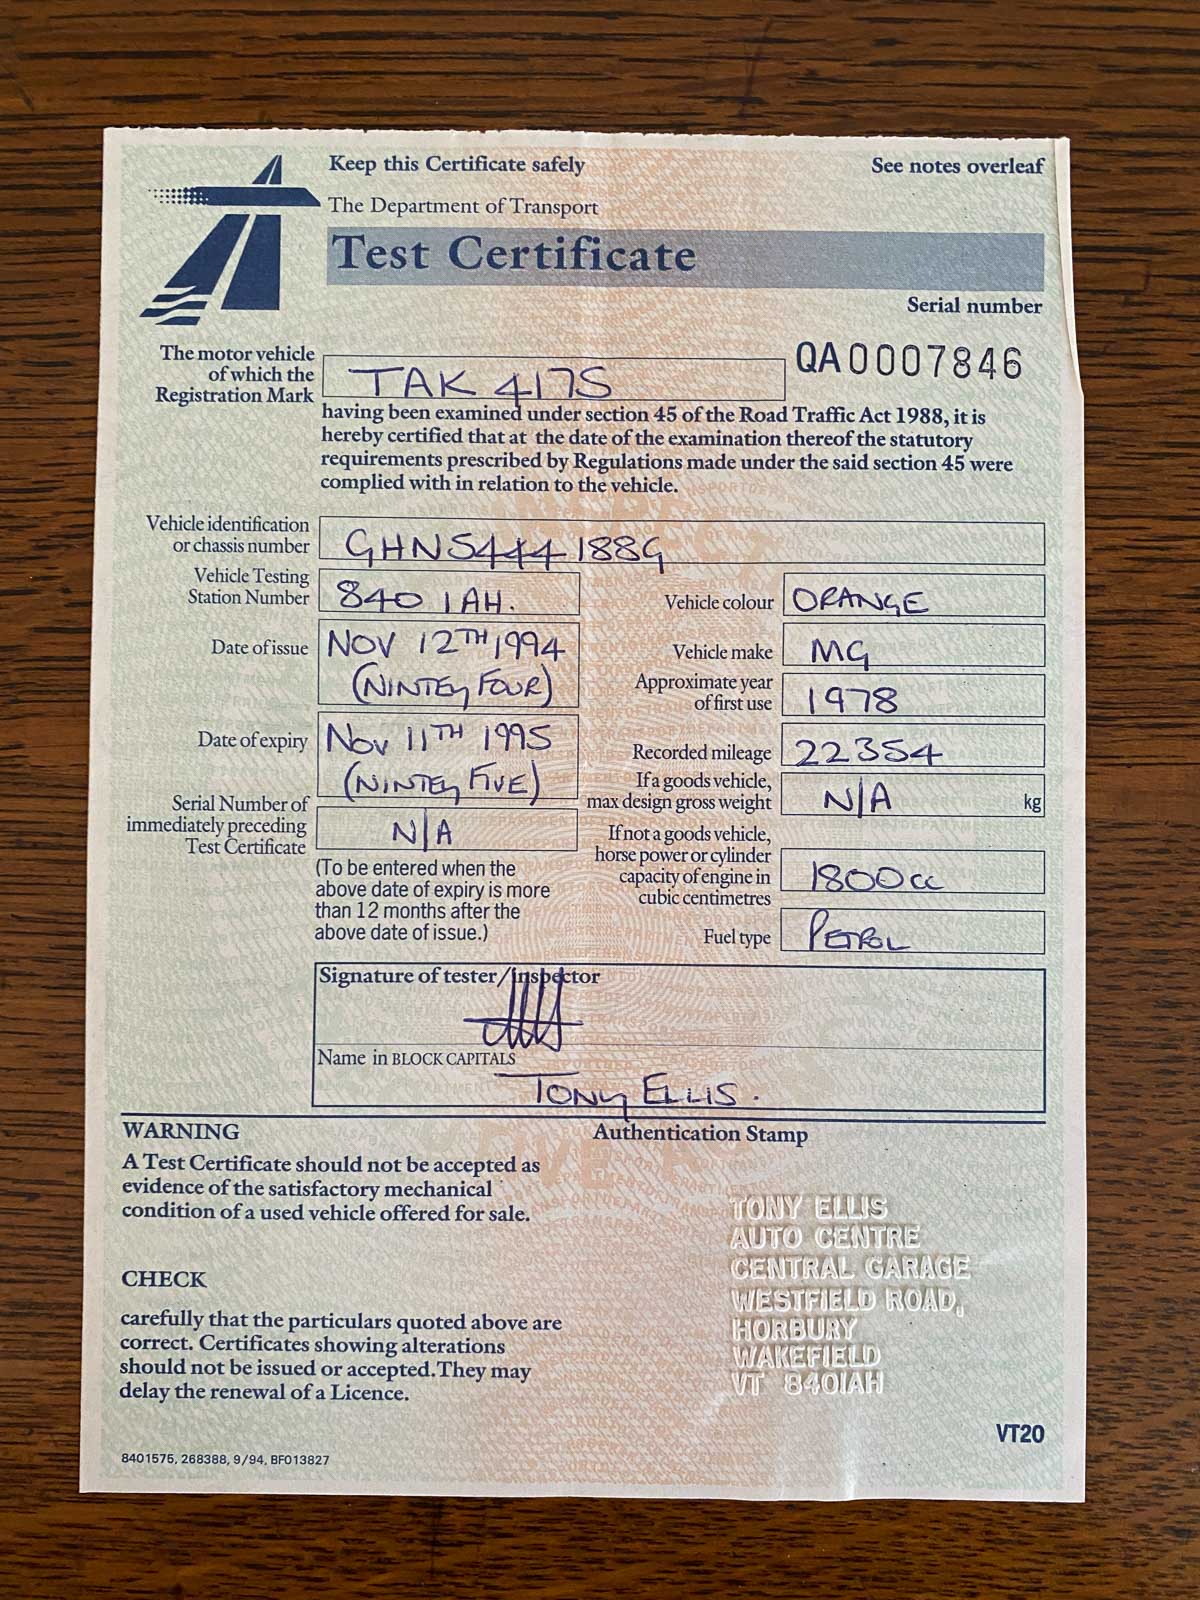 Keep this Certificate safely
See notes overleaf
The Department of Transport
Test Certificate
Serial number
QA0007846
The motor vehicle
of which the
Registration Mark
TAK 417S
having been examined under section 45 of the Road Traffic Act 1988, it is
hereby certified that at the date of the examination thereof the statutory
requirements prescribed by Regulations made under the said section 45 were
complied with in relation to the vehicle.
Vehicle identification
or chassis number
GHN5444188G
Vehicle Testing
Station Number
8401AH.
Vehicle colour
ORANGE
Date of issue
NOV 12TH 1994
(NINTEY FOUR)
Vehicle make
MG
Approximate year
of first use
1978
Date of expiry
NOV 11TH 1995
(NINTEY FIVE)
Recorded mileage
22354
If a goods vehicle,
max design gross weight
N/A
kg
Serial Number of
immediately preceding
Test Certificate
N/A
(To be entered when the
above date of expiry is more
than 12 months after the
above date of issue.)
If not a goods vehicle,
horse power or cylinder
capacity of engine in
cubic centimetres
1800cc
Fuel type
PETROL
Signature of tester/Inspector
Name in BLOCK CAPITALS
TONY ELLIS.
WARNING
A Test Certificate should not be accepted as
evidence of the satisfactory mechanical
condition of a used vehicle offered for sale.
Authentication Stamp
TONY ELLIS
AUTO CENTRE
CENTRAL GARAGE
WESTFIELD ROAD,
HORBURY
WAKEFIELD
VT 8401AH
CHECK
carefully that the particulars quoted above are
correct. Certificates showing alterations
should not be issued or accepted. They may
delay the renewal of a Licence.
VT20
8401575, 268388, 9/94, BF013827